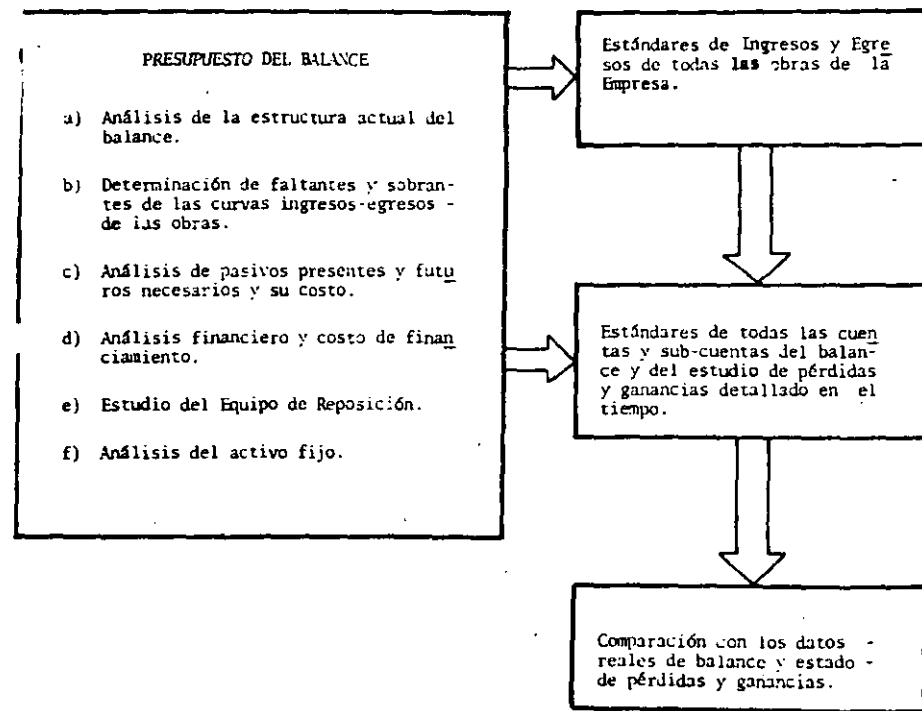 PRESUPUESTO DEL BALANCE
a) Análisis de la estructura actual del
balance.
b) Determinación de faltantes y sobran-
tes de las curvas ingresos-egresos -
de las obras.
c) Análisis de pasivos presentes y futu
ros necesarios y su costo.
d) Análisis financiero y costo de finan
ciamiento.
e) Estudio del Equipo de Reposición.
f) Análisis del activo fijo.
Estándares de Ingresos y Egre
sos de todas las obras de la
Empresa.
Estándares de todas las cuen
tas y sub-cuentas del balan-
ce y del estudio de pérdidas
y ganancias detallado en el
tiempo.
Comparación con los datos -
reales de balance y estado -
de pérdidas y ganancias.